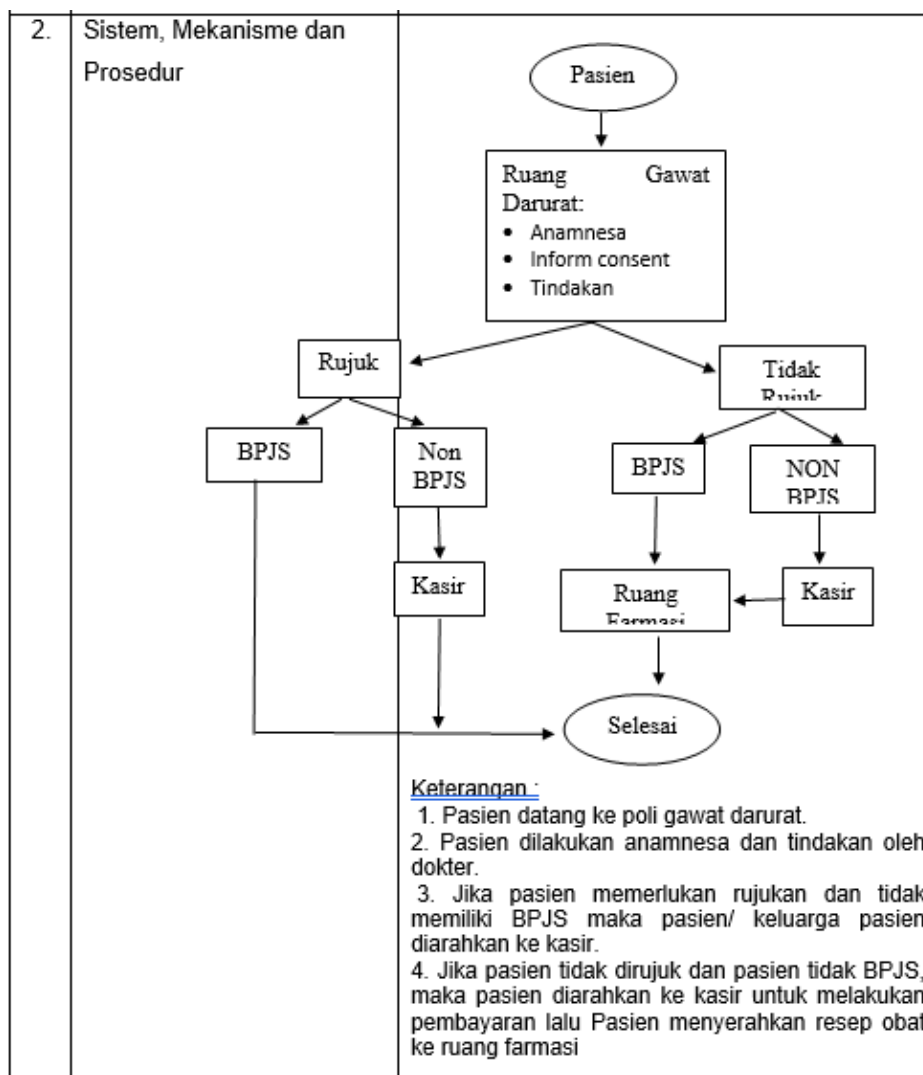 2. Sistem, Mekanisme dan
Prosedur
Pasien
Ruang Gawat
Darurat:
• Anamnesa
• Inform consent
• Tindakan
Rujuk
Tidak
Rujuk
BPJS
Non
BPJS
BPJS
NON
BPJS
Kasir
Ruang
Farmasi
Kasir
Selesai
Keterangan :
1. Pasien datang ke poli gawat darurat.
2. Pasien dilakukan anamnesa dan tindakan oleh
dokter.
3. Jika pasien memerlukan rujukan dan tidak
memiliki BPJS maka pasien/ keluarga pasien
diarahkan ke kasir.
4. Jika pasien tidak dirujuk dan pasien tidak BPJS,
maka pasien diarahkan ke kasir untuk melakukan
pembayaran lalu Pasien menyerahkan resep obat
ke ruang farmasi